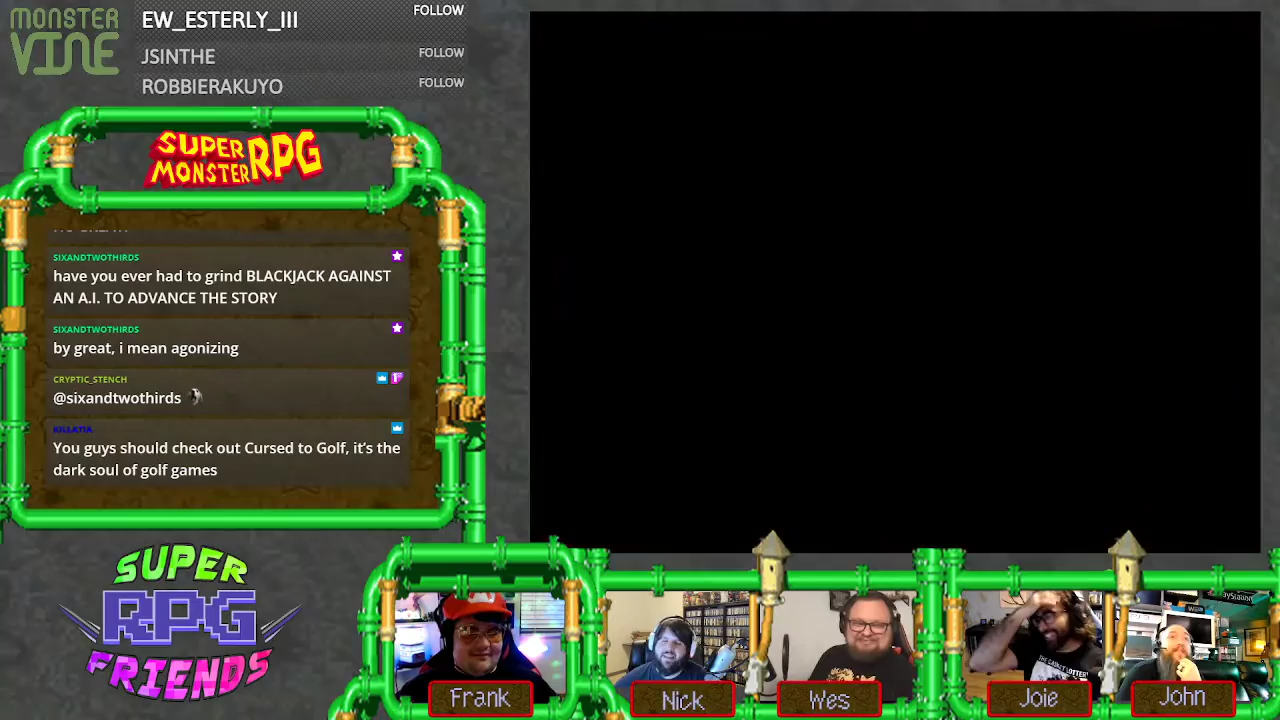 MONSTER
VINE
EW_ESTERLY_III FOLLOW
JSINTHE FOLLOW
ROBBIERAKUYO FOLLOW
SUPER
MONSTER RPG
SIXANDTWOTHIRDS
have you ever had to grind BLACKJACK AGAINST
AN A.I. TO ADVANCE THE STORY
SIXANDTWOTHIRDS
by great, i mean agonizing
CRYPTIC_STENCH
@sixandtwothirds
KILLATIA
You guys should check out Cursed to Golf, it's the
dark soul of golf games
SUPER
RPG
FRIENDS
Frank
Nick
Wes
Joie
John